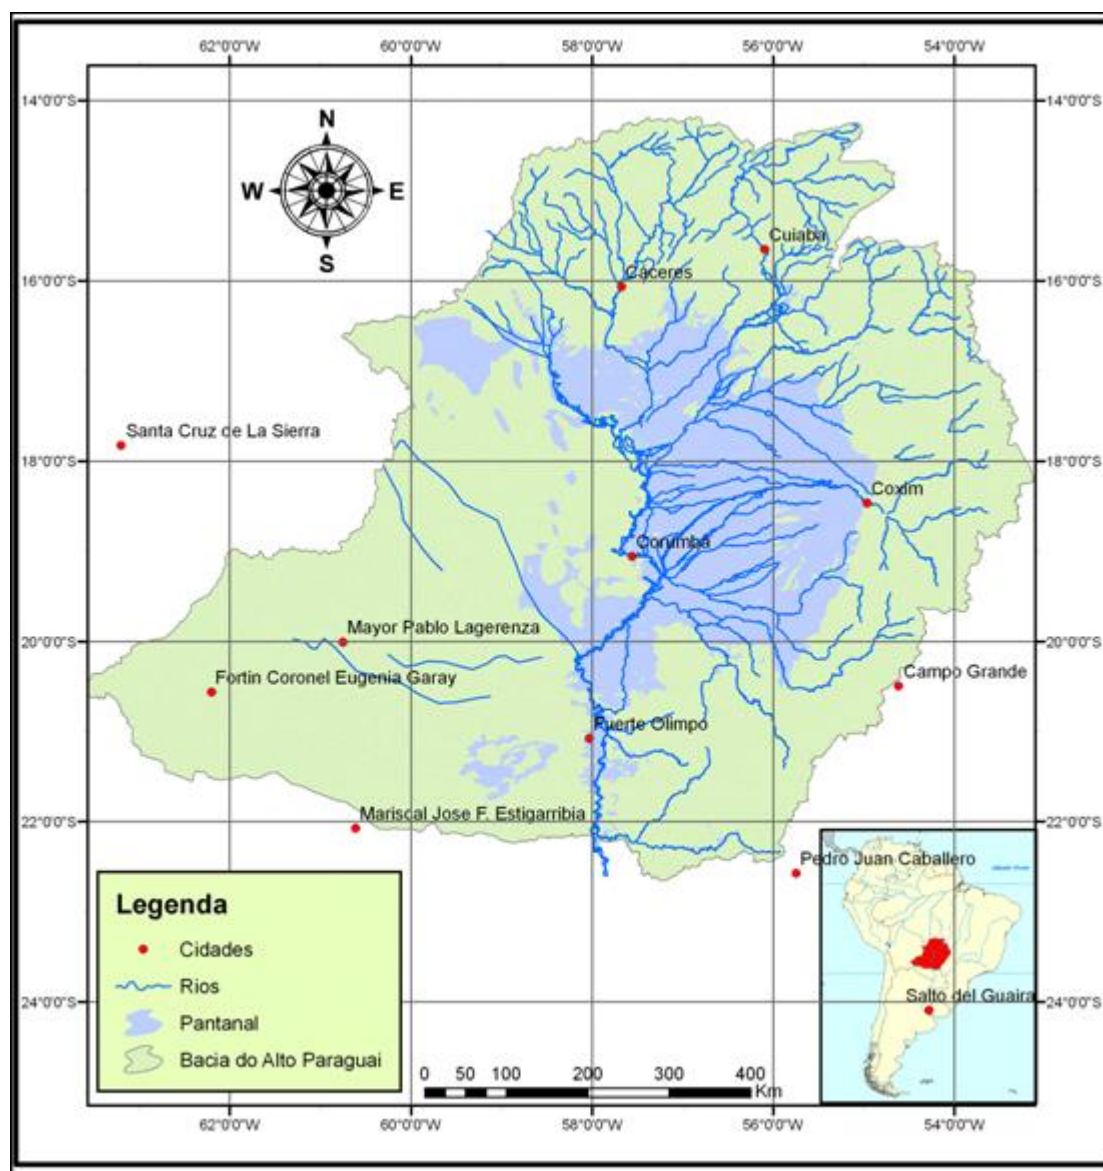 62°0'0"W 60°0'0"W 58°0'0"W 56°0'0"W 54°0'0"W
14°0'0"S 14°0'0"S
N
W E
S
Cuiaba
Cáceres
16°0'0"S 16°0'0"S
Santa Cruz de La Sierra
18°0'0"S 18°0'0"S
Coxim
Corumbá
Mayor Pablo Lagerenza
20°0'0"S 20°0'0"S
Fortin Coronel Eugenia Garay
Campo Grande
Fuerte Olimpo
Mariscal Jose F. Estigarribia
22°0'0"S 22°0'0"S
Pedro Juan Caballero
Legenda
Cidades
Rios
Pantanal
Bacia do Alto Paraguai
24°0'0"S 24°0'0"S
Salto del Guaira
0 50 100 200 300 400
Km
62°0'0"W 60°0'0"W 58°0'0"W 56°0'0"W 54°0'0"W